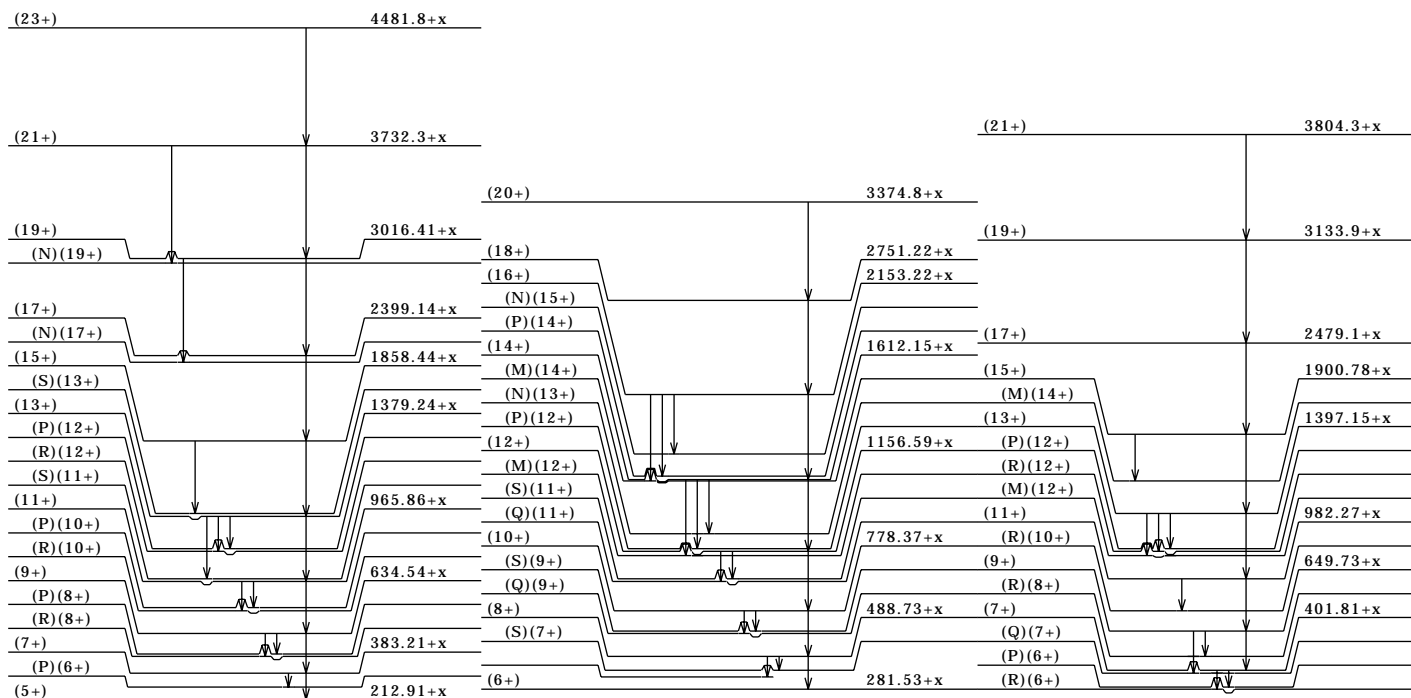 (23+) 4481.8+x
(21+) 3732.3+x
(19+) 3016.41+x
(N)(19+)
(17+) 2399.14+x
(N)(17+)
(15+) 1858.44+x
(S)(13+)
(13+) 1379.24+x
(P)(12+)
(R)(12+)
(S)(11+)
(11+) 965.86+x
(P)(10+)
(R)(10+)
(9+) 634.54+x
(P)(8+)
(R)(8+)
(7+) 383.21+x
(P)(6+)
(5+) 212.91+x
(20+) 3374.8+x
(18+) 2751.22+x
(16+) 2153.22+x
(N)(15+)
(P)(14+)
(14+) 1612.15+x
(M)(14+)
(N)(13+)
(P)(12+)
(12+) 1156.59+x
(M)(12+)
(S)(11+)
(Q)(11+)
(10+) 778.37+x
(S)(9+)
(Q)(9+)
(8+) 488.73+x
(S)(7+)
(6+) 281.53+x
(21+) 3804.3+x
(19+) 3133.9+x
(17+) 2479.1+x
(15+) 1900.78+x
(M)(14+)
(13+) 1397.15+x
(P)(12+)
(R)(12+)
(M)(12+)
(11+) 982.27+x
(R)(10+)
(9+) 649.73+x
(R)(8+)
(7+) 401.81+x
(Q)(7+)
(P)(6+)
(R)(6+)